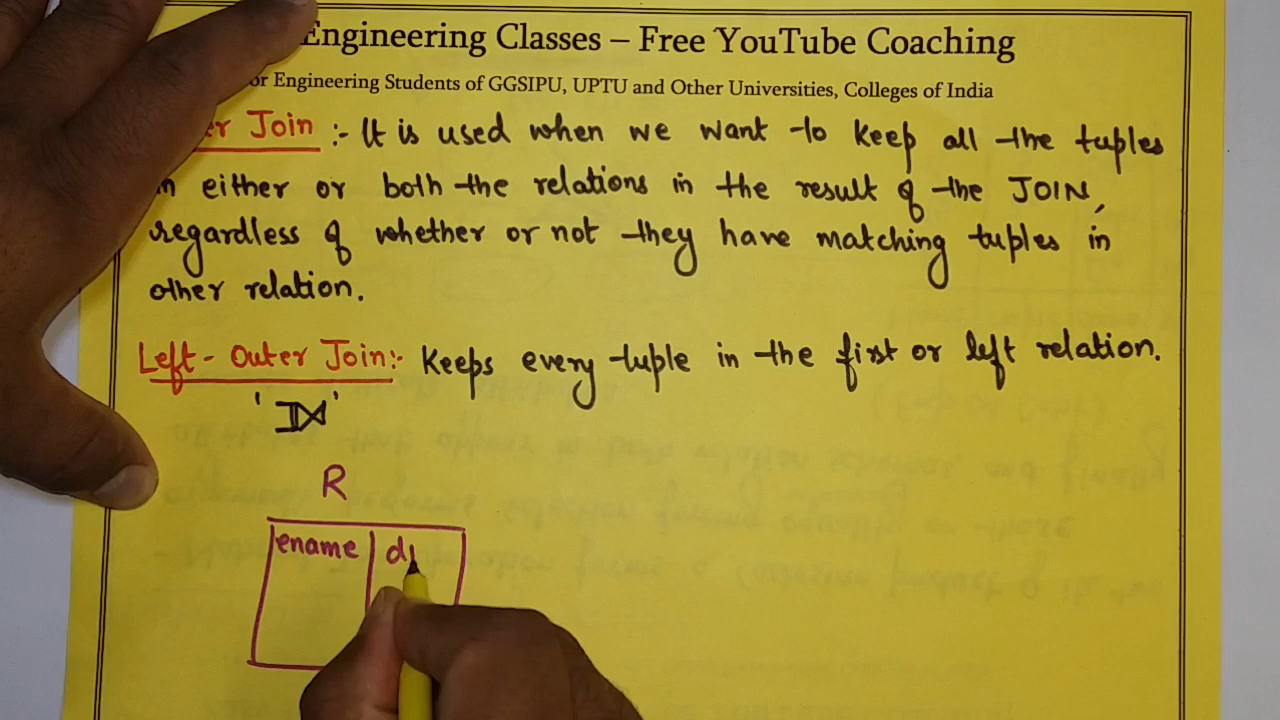 Engineering Classes – Free YouTube Coaching
Engineering Students of GGSIPU, UPTU and Other Universities, Colleges of India
Join :- It is used when we want to keep all the tuples
either or both the relations in the result of the JOIN,
regardless of whether or not they have matching tuples in
other relation.
Left-Outer Join:- Keeps every tuple in the first or left relation.
'⟕'
R
ename